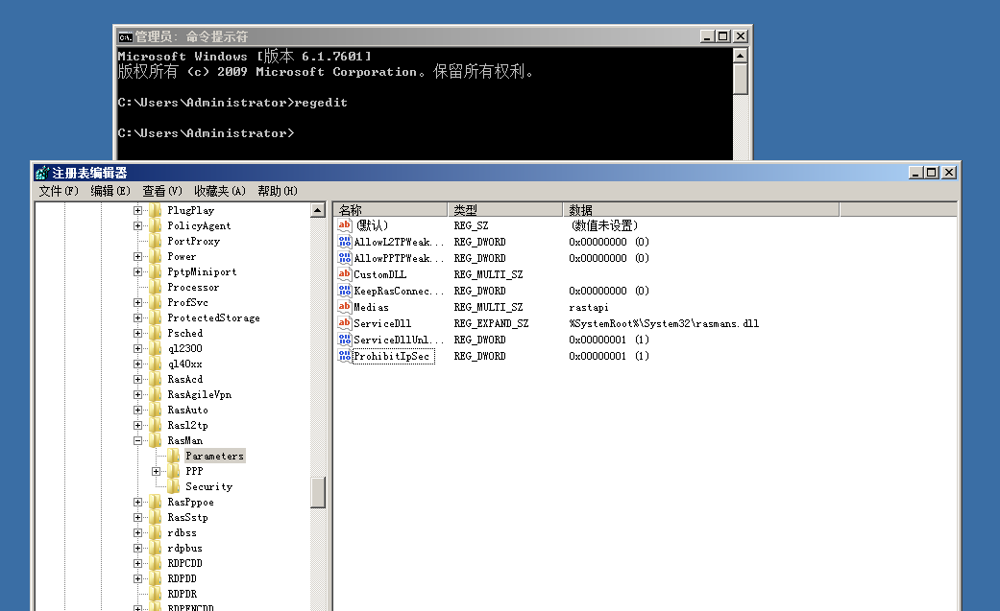 管理员: 命令提示符
Microsoft Windows [版本 6.1.7601]
版权所有 (c) 2009 Microsoft Corporation。保留所有权利。
C:\Users\Administrator>regedit
C:\Users\Administrator>
注册表编辑器
文件(F) 编辑(E) 查看(V) 收藏夹(A) 帮助(H)
PlugPlay
PolicyAgent
PortProxy
Power
PptpMiniport
Processor
ProfSvc
ProtectedStorage
Psched
ql2300
ql40xx
RasAcd
RasAgileVpn
RasAuto
Rasl2tp
RasMan
Parameters
PPP
Security
RasPppoe
RasSstp
rdbss
rdpbus
RDPCDD
RDPDD
RDPDR
RDPENCDD
名称 类型 数据
(默认) REG_SZ (数值未设置)
AllowL2TPWeak... REG_DWORD 0x00000000 (0)
AllowPPTPWeak... REG_DWORD 0x00000000 (0)
CustomDLL REG_MULTI_SZ
KeepRasConnec... REG_DWORD 0x00000000 (0)
Medias REG_MULTI_SZ rastapi
ServiceDll REG_EXPAND_SZ %SystemRoot%\System32\rasmans.dll
ServiceDllUnl... REG_DWORD 0x00000001 (1)
ProhibitIpSec REG_DWORD 0x00000001 (1)